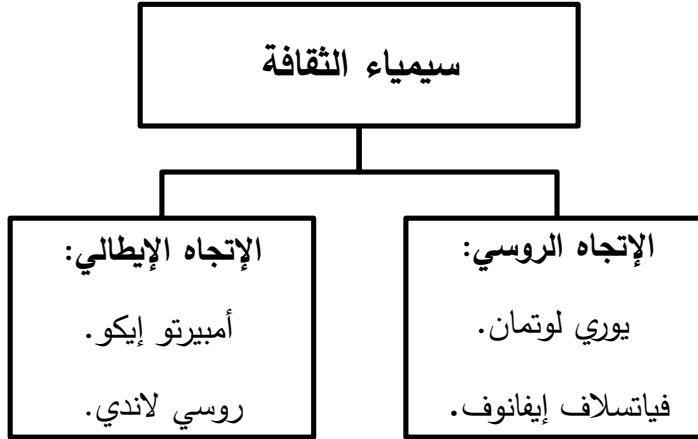 سيمياء الثقافة
الإتجاه الروسي:
يوري لوتمان.
فياتسلاف إيفانوف.
الإتجاه الإيطالي:
أمبيرتو إيكو.
روسي لاندي.